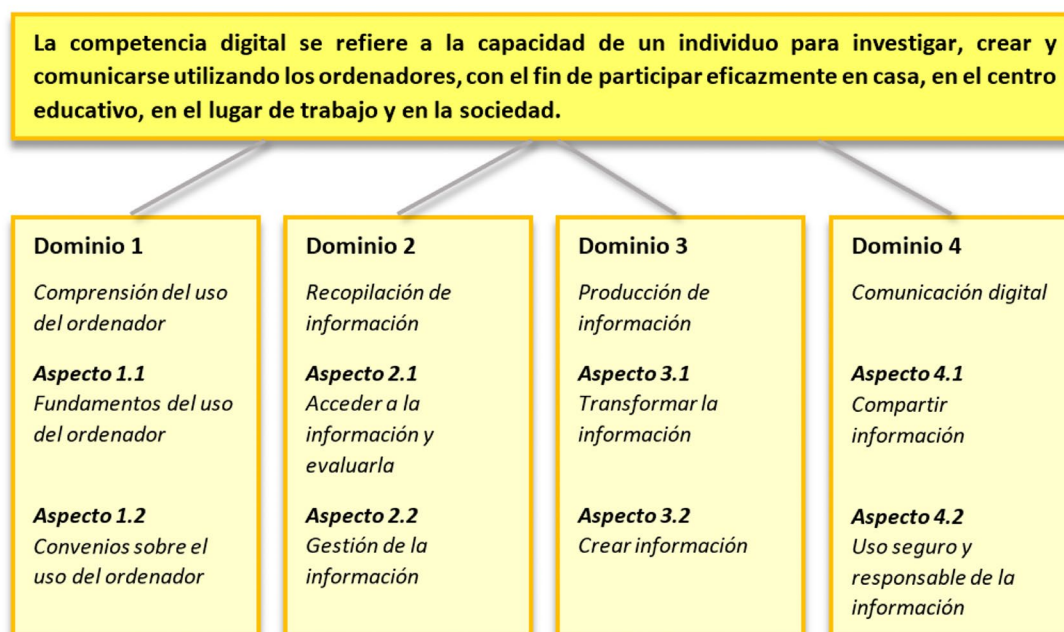 La competencia digital se refiere a la capacidad de un individuo para investigar, crear y
comunicarse utilizando los ordenadores, con el fin de participar eficazmente en casa, en el centro
educativo, en el lugar de trabajo y en la sociedad.
Dominio 1
Comprensión del uso
del ordenador
Aspecto 1.1
Fundamentos del uso
del ordenador
Aspecto 1.2
Convenios sobre el
uso del ordenador
Dominio 2
Recopilación de
información
Aspecto 2.1
Acceder a la
información y
evaluarla
Aspecto 2.2
Gestión de la
información
Dominio 3
Producción de
información
Aspecto 3.1
Transformar la
información
Aspecto 3.2
Crear información
Dominio 4
Comunicación digital
Aspecto 4.1
Compartir
información
Aspecto 4.2
Uso seguro y
responsable de la
información